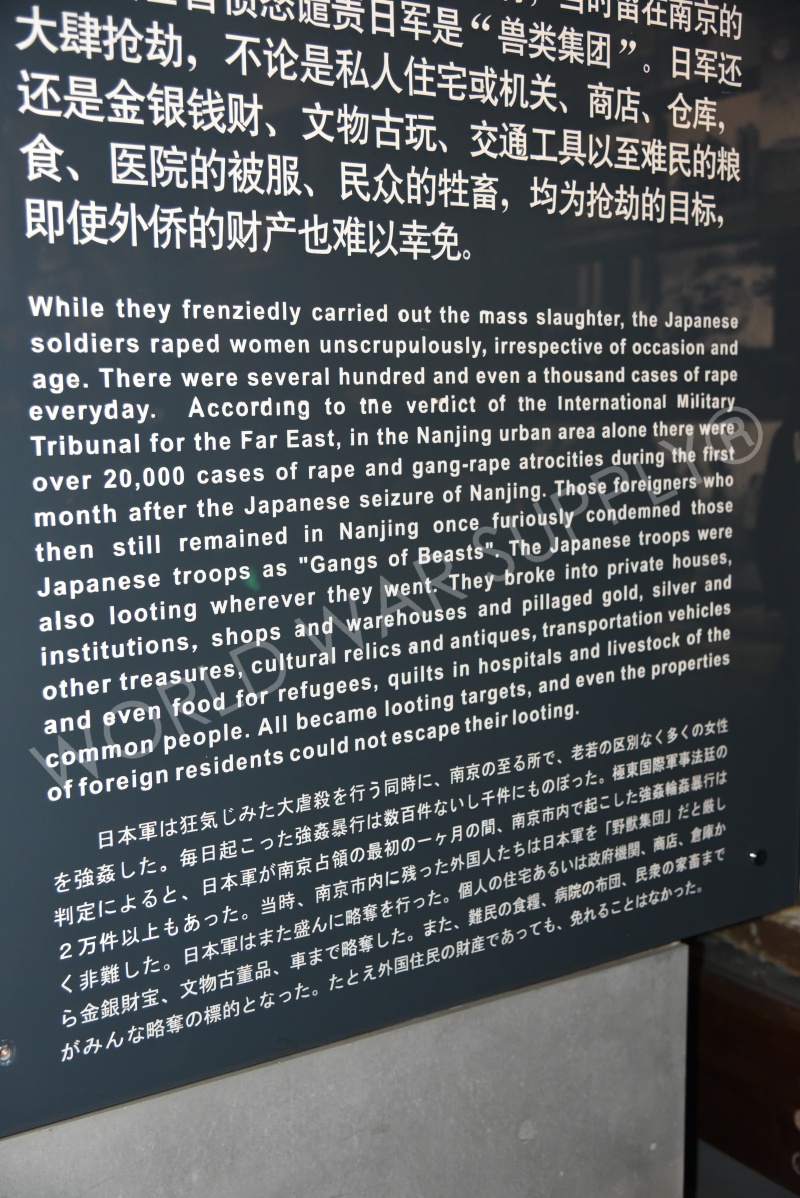 愤怒谴责日军是“兽类集团”。日军还
大肆抢劫，不论是私人住宅或机关、商店、仓库，
还是金银钱财、文物古玩、交通工具以至难民的粮
食、医院的被服、民众的牲畜，均为抢劫的目标，
即使外侨的财产也难以幸免。
While they frenziedly carried out the mass slaughter, the Japanese
soldiers raped women unscrupulously, irrespective of occasion and
age. There were several hundred and even a thousand cases of rape
everyday. According to the verdict of the International Military
Tribunal for the Far East, in the Nanjing urban area alone there were
over 20,000 cases of rape and gang-rape atrocities during the first
month after the Japanese seizure of Nanjing. Those foreigners who
then still remained in Nanjing once furiously condemned those
Japanese troops as "Gangs of Beasts". The Japanese troops were
also looting wherever they went. They broke into private houses,
institutions, shops and warehouses and pillaged gold, silver and
other treasures, cultural relics and antiques, transportation vehicles
and even food for refugees, quilts in hospitals and livestock of the
common people. All became looting targets, and even the properties
of foreign residents could not escape their looting.
日本軍は狂気じみた大虐殺を行う同時に、南京の至る所で、老若の区別なく多くの女性
を強姦した。毎日起こった強姦暴行は数百件ないし千件にものぼった。極東国際軍事法廷の
判定によると、日本軍が南京占領の最初の一ヶ月の間、南京市内で起こした強姦輪姦暴行は
２万件以上もあった。当時、南京市内に残った外国人たちは日本軍を「野獣集団」だと厳し
く非難した。日本軍はまた盛んに略奪を行った。個人の住宅あるいは政府機関、商店、倉庫か
ら金銀財宝、文物古董品、車まで略奪した。また、難民の食糧、病院の布団、民衆の家畜まで
がみんな略奪の標的となった。たとえ外国住民の財産であっても、免れることはなかった。
WORLD WAR SUPPLY®